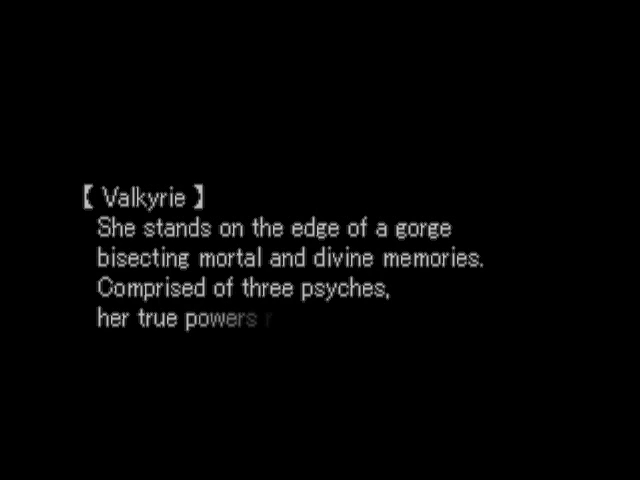 【 Valkyrie 】
She stands on the edge of a gorge
bisecting mortal and divine memories.
Comprised of three psyches,
her true powers